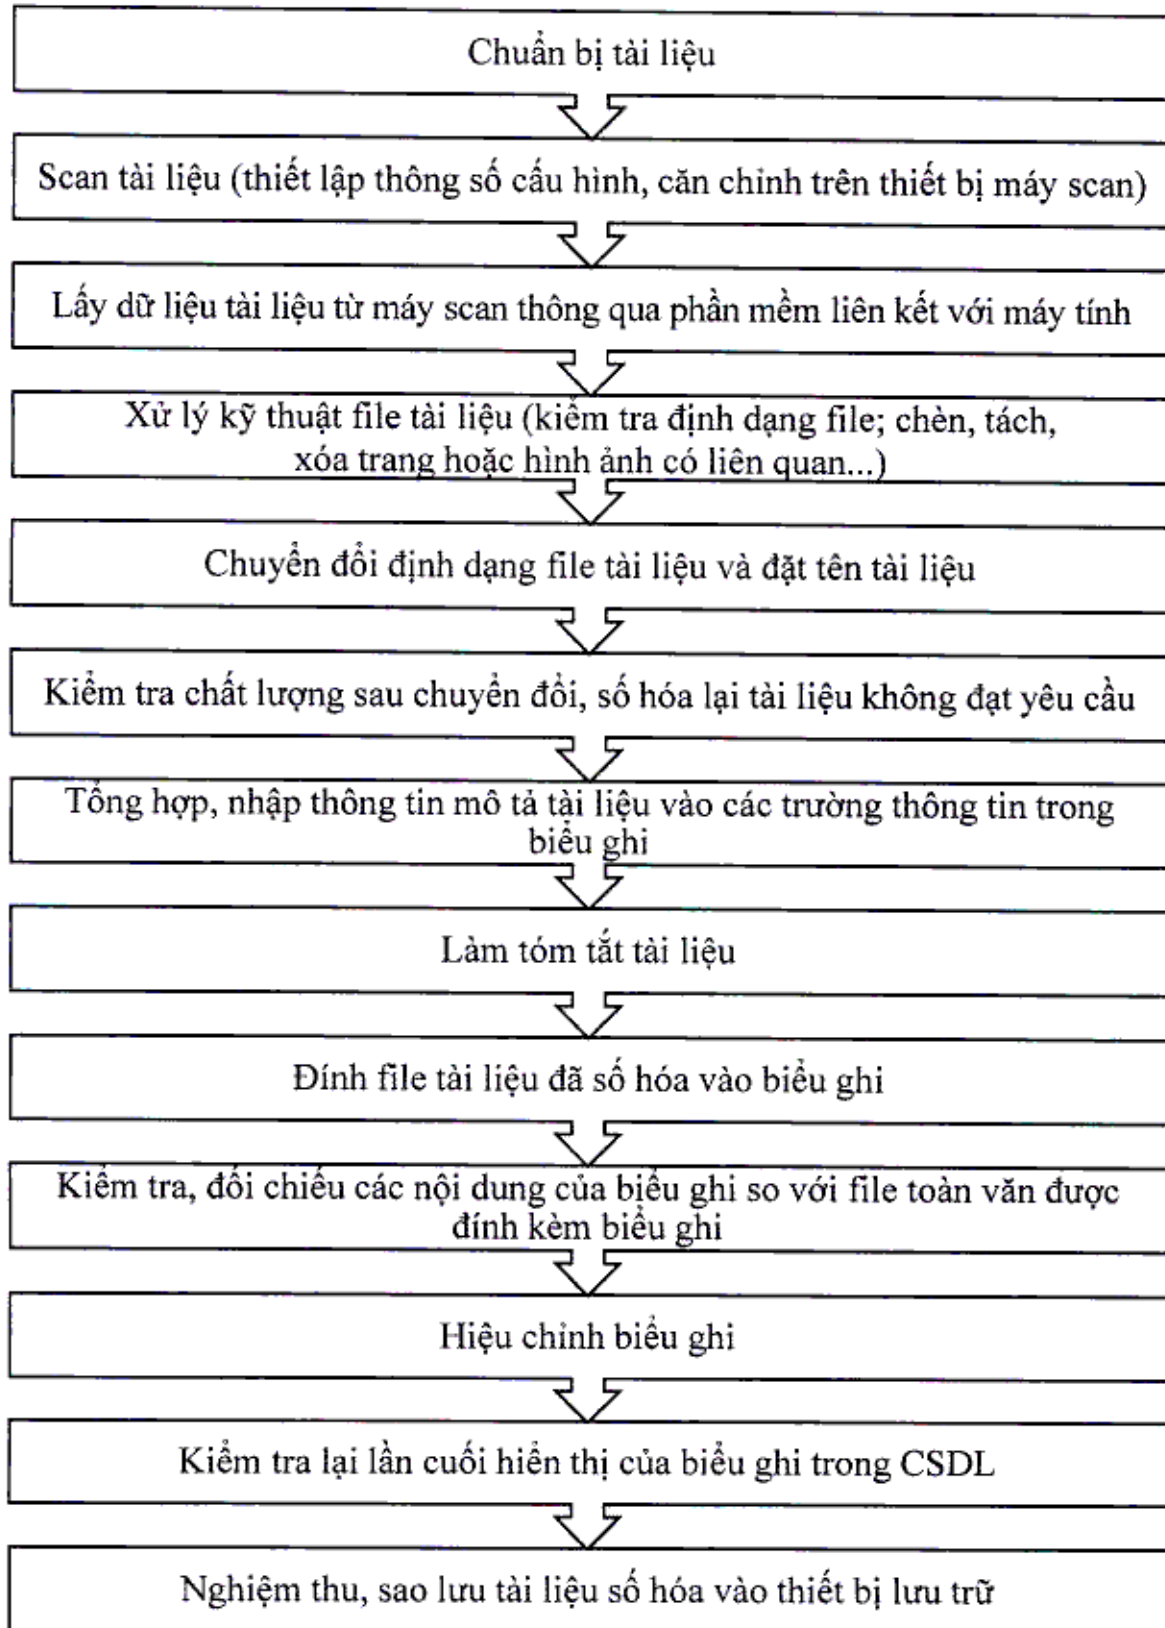 Chuẩn bị tài liệu
Scan tài liệu (thiết lập thông số cấu hình, căn chỉnh trên thiết bị máy scan)
Lấy dữ liệu tài liệu từ máy scan thông qua phần mềm liên kết với máy tính
Xử lý kỹ thuật file tài liệu (kiểm tra định dạng file; chèn, tách,
xóa trang hoặc hình ảnh có liên quan...)
Chuyển đổi định dạng file tài liệu và đặt tên tài liệu
Kiểm tra chất lượng sau chuyển đổi, số hóa lại tài liệu không đạt yêu cầu
Tổng hợp, nhập thông tin mô tả tài liệu vào các trường thông tin trong
biểu ghi
Làm tóm tắt tài liệu
Đính file tài liệu đã số hóa vào biểu ghi
Kiểm tra, đối chiếu các nội dung của biểu ghi so với file toàn văn được
đính kèm biểu ghi
Hiệu chỉnh biểu ghi
Kiểm tra lại lần cuối hiển thị của biểu ghi trong CSDL
Nghiệm thu, sao lưu tài liệu số hóa vào thiết bị lưu trữ